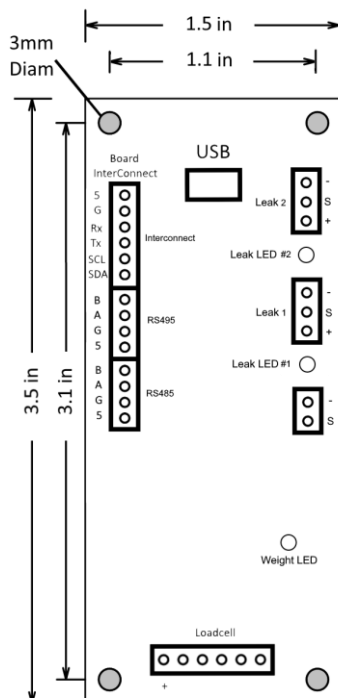 1.5 in
3mm
Diam
1.1 in
Board
InterConnect
USB
5
G
Rx
Tx
SCL
SDA
Interconnect
Leak 2
-
S
+
Leak LED #2
B
A
G
5
RS495
Leak 1
-
S
+
Leak LED #1
B
A
G
5
RS485
-
S
3.5 in
3.1 in
Weight LED
Loadcell
+